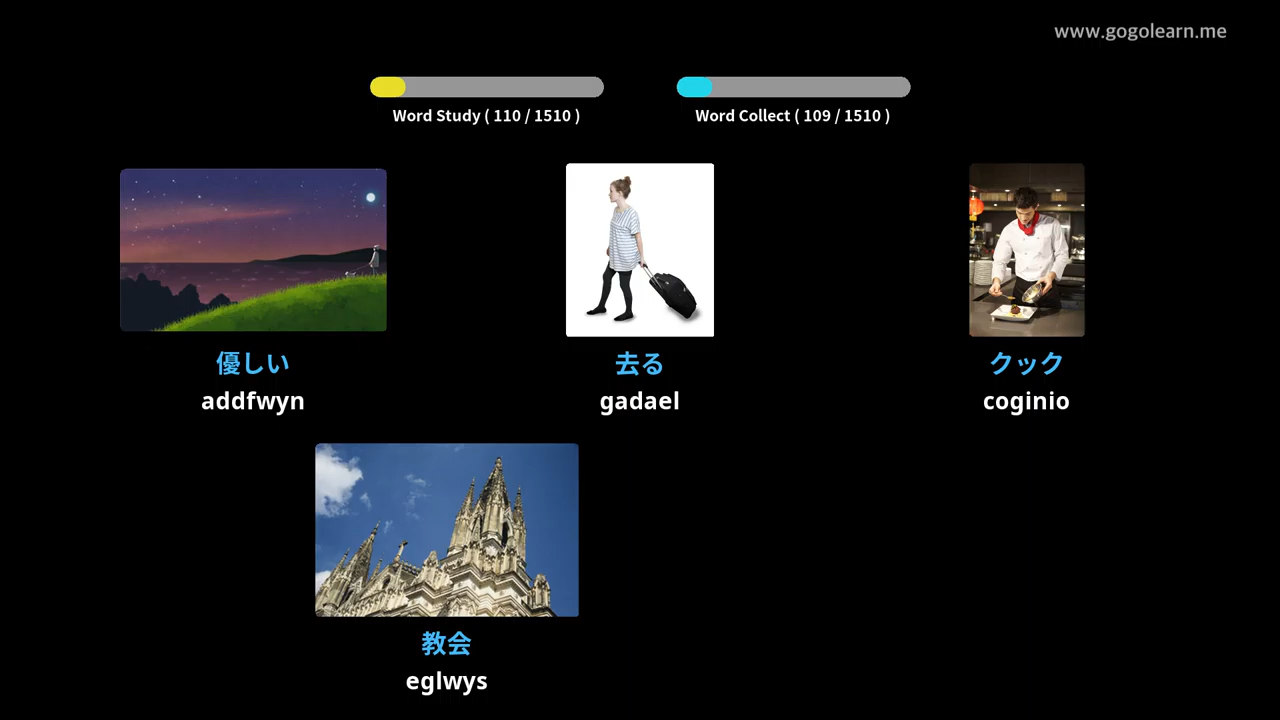 www.gogolearn.me
Word Study ( 110 / 1510 )
Word Collect ( 109 / 1510 )
優しい
addfwyn
去る
gadael
クック
coginio
教会
eglwys